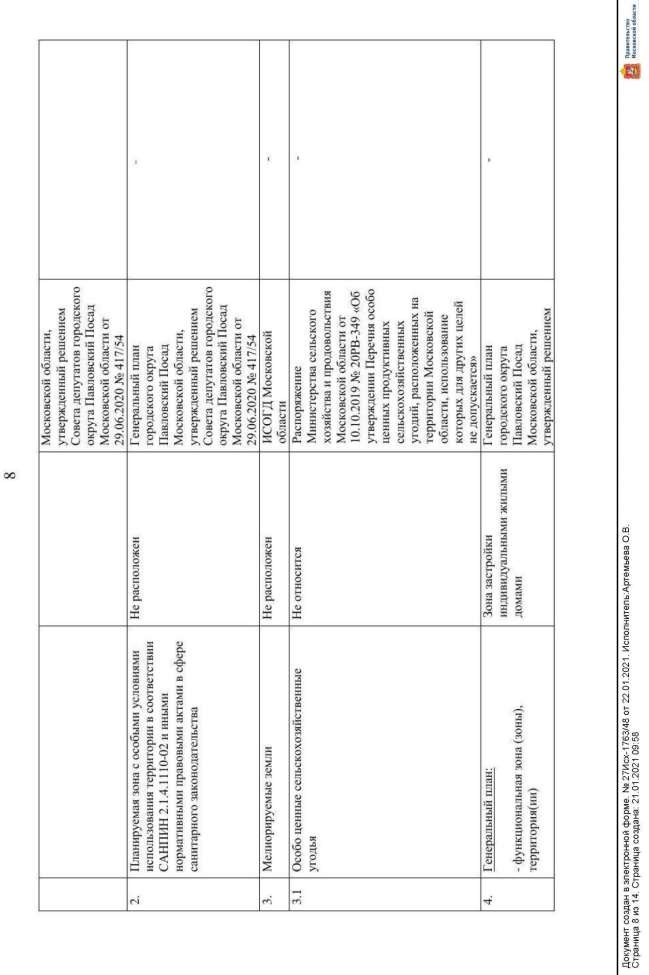 8
Московской области,
утвержденный решением
Совета депутатов городского
округа Павловский Посад
Московской области от
29.06.2020 № 417/54
2.
Планируемая зона с особыми условиями
использования территории в соответствии
САНПИН 2.1.4.1110-02 и иными
нормативными правовыми актами в сфере
санитарного законодательства
Не расположен
Генеральный план
городского округа
Павловский Посад
Московской области,
утвержденный решением
Совета депутатов городского
округа Павловский Посад
Московской области от
29.06.2020 № 417/54
-
3.
Мелиорируемые земли
Не расположен
ИСОГД Московской
области
-
3.1
Особо ценные сельскохозяйственные
угодья
Не относится
Распоряжение
Министерства сельского
хозяйства и продовольствия
Московской области от
10.10.2019 № 20РВ-349 «Об
утверждении Перечня особо
ценных продуктивных
сельскохозяйственных
угодий, расположенных на
территории Московской
области, использование
которых для других целей
не допускается»
-
4.
Генеральный план:
- функциональная зона (зоны),
территория(ии)
Зона застройки
индивидуальными жилыми
домами
Генеральный план
городского округа
Павловский Посад
Московской области,
утвержденный решением
-
Документ создан в электронной форме. № 27Исх-1763/48 от 22.01.2021. Исполнитель:Артемьева О.В.
Страница 8 из 14. Страница создана: 21.01.2021 09:58
Правительство
Московской области